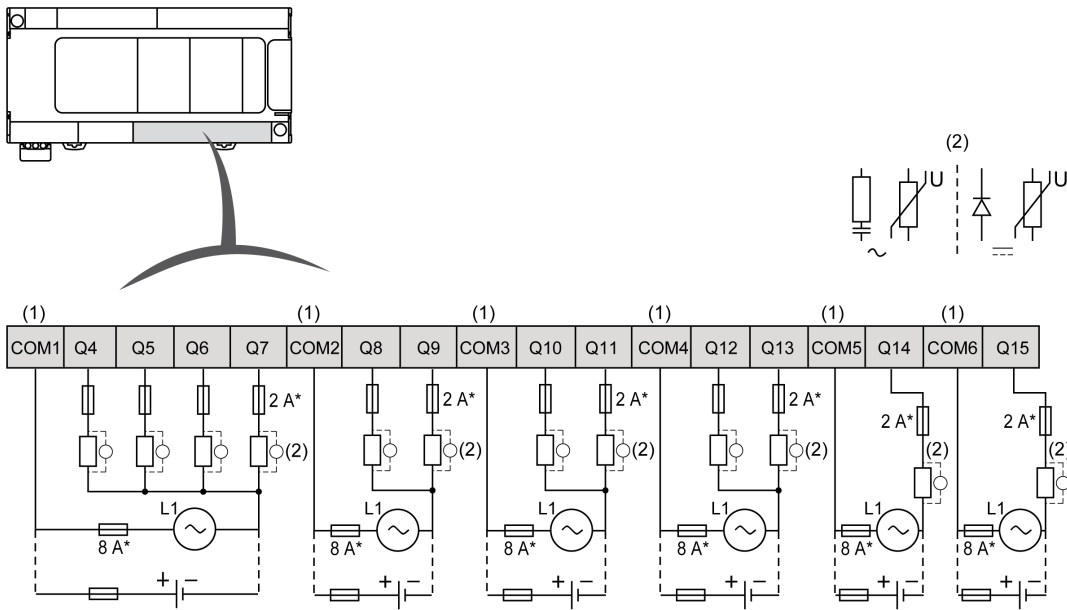 (2)
U
U
(1) (1) (1) (1) (1) (1)
COM1 Q4 Q5 Q6 Q7 COM2 Q8 Q9 COM3 Q10 Q11 COM4 Q12 Q13 COM5 Q14 COM6 Q15
2 A* 2 A* 2 A* 2 A* 2 A* 2 A*
(2) (2) (2) (2) (2) (2)
L1 L1 L1 L1 L1 L1
8 A* 8 A* 8 A* 8 A* 8 A* 8 A*
+ − + − + − + − + − + −